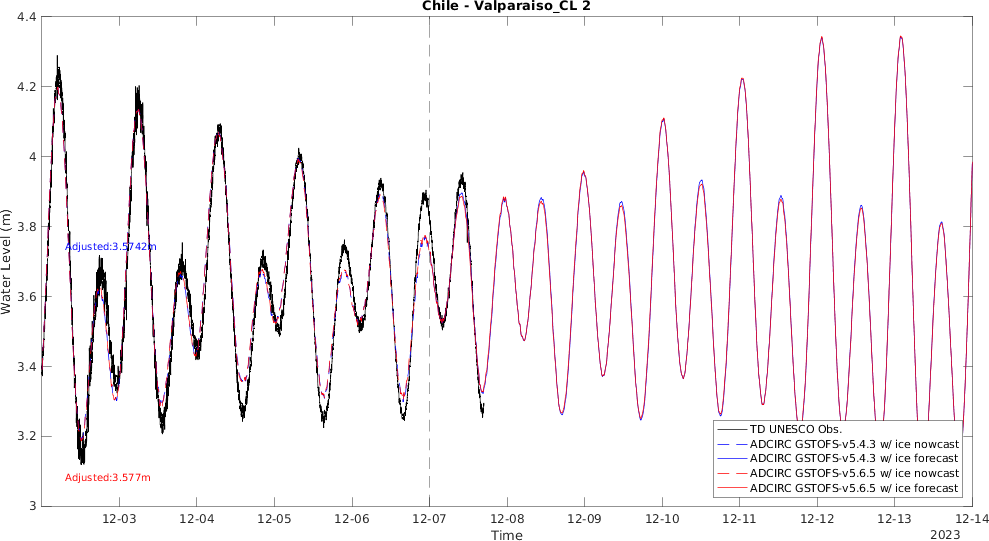 Chile - Valparaiso_CL 2
4.4
4.2
4
3.8
3.6
3.4
3.2
3
Water Level (m)
Adjusted:3.5742m
Adjusted:3.577m
TD UNESCO Obs.
ADCIRC GSTOFS-v5.4.3 w/ ice nowcast
ADCIRC GSTOFS-v5.4.3 w/ ice forecast
ADCIRC GSTOFS-v5.6.5 w/ ice nowcast
ADCIRC GSTOFS-v5.6.5 w/ ice forecast
12-03 12-04 12-05 12-06 12-07 12-08 12-09 12-10 12-11 12-12 12-13 12-14
Time
2023